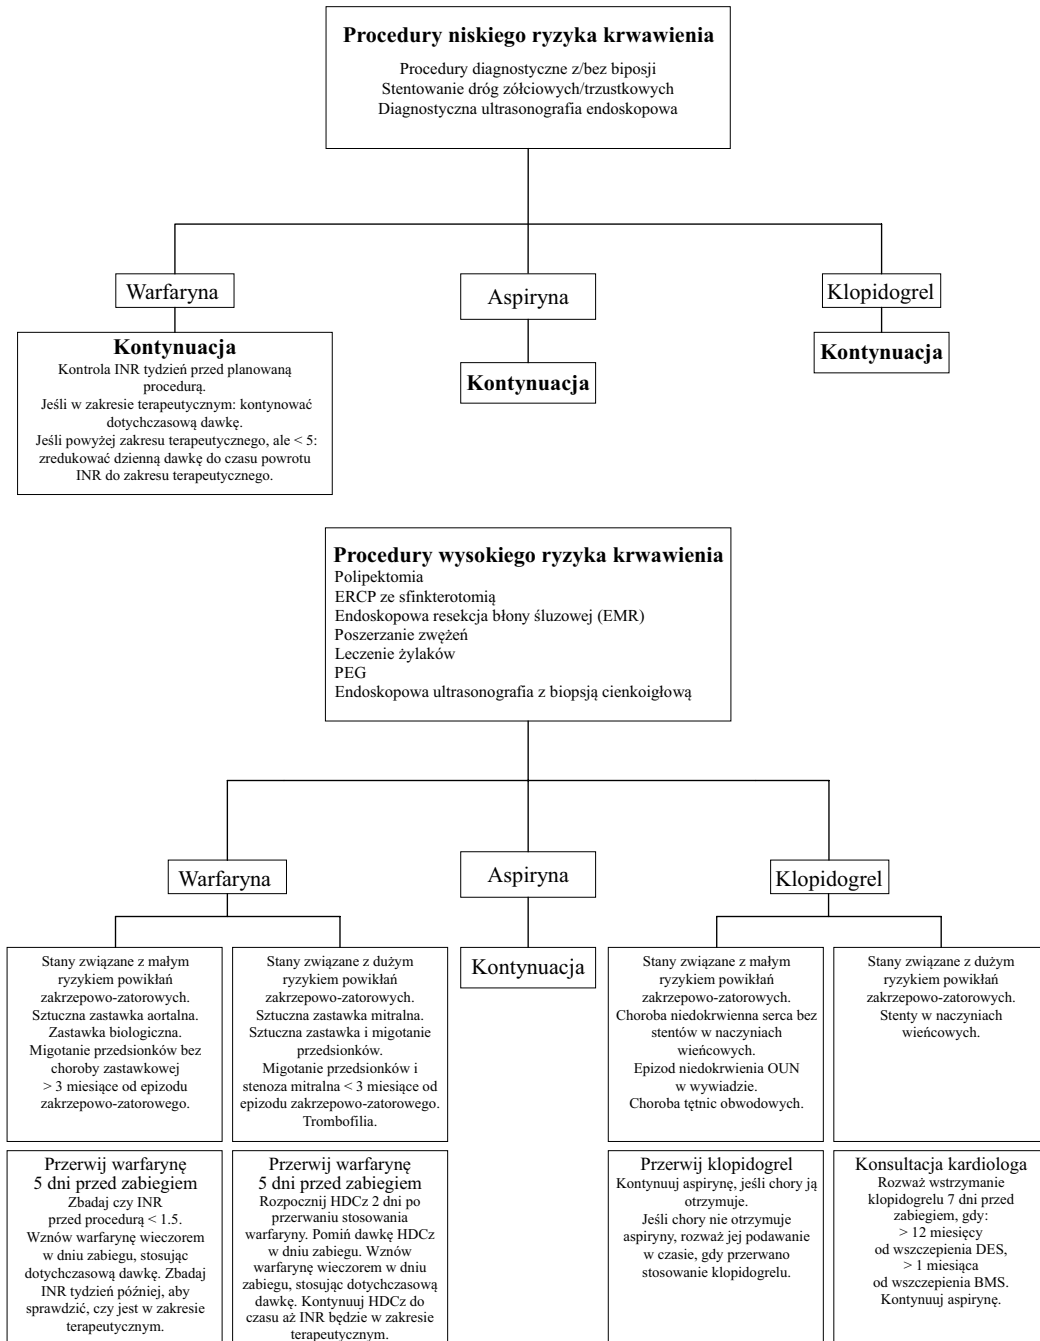 Procedury niskiego ryzyka krwawienia
Procedury diagnostyczne z/bez biposji
Stentowanie dróg zółciowych/trzustkowych
Diagnostyczna ultrasonografia endoskopowa
Warfaryna
Aspiryna
Klopidogrel
Kontynuacja
Kontrola INR tydzień przed planowaną
procedurą.
Jeśli w zakresie terapeutycznym: kontynować
dotychczasową dawkę.
Jeśli powyżej zakresu terapeutycznego, ale < 5:
zredukować dzienną dawkę do czasu powrotu
INR do zakresu terapeutycznego.
Kontynuacja
Kontynuacja
Procedury wysokiego ryzyka krwawienia
Polipektomia
ERCP ze sfinkterotomią
Endoskopowa resekcja błony śluzowej (EMR)
Poszerzanie zwężeń
Leczenie żylaków
PEG
Endoskopowa ultrasonografia z biopsją cienkoigłową
Warfaryna
Aspiryna
Klopidogrel
Stany związane z małym
ryzykiem powikłań
zakrzepowo-zatorowych.
Sztuczna zastawka aortalna.
Zastawka biologiczna.
Migotanie przedsionków bez
choroby zastawkowej
> 3 miesiące od epizodu
zakrzepowo-zatorowego.
Stany związane z dużym
ryzykiem powikłań
zakrzepowo-zatorowych.
Sztuczna zastawka mitralna.
Sztuczna zastawka i migotanie
przedsionków.
Migotanie przedsionków i
stenoza mitralna < 3 miesiące od
epizodu zakrzepowo-zatorowego.
Trombofilia.
Kontynuacja
Stany związane z małym
ryzykiem powikłań
zakrzepowo-zatorowych.
Choroba niedokrwienna serca bez
stentów w naczyniach
wieńcowych.
Epizod niedokrwienia OUN
w wywiadzie.
Choroba tętnic obwodowych.
Stany związane z dużym
ryzykiem powikłań
zakrzepowo-zatorowych.
Stenty w naczyniach
wieńcowych.
Przerwij warfarynę
5 dni przed zabiegiem
Zbadaj czy INR
przed procedurą < 1.5.
Wznów warfarynę wieczorem
w dniu zabiegu, stosując
dotychczasową dawkę. Zbadaj
INR tydzień później, aby
sprawdzić, czy jest w zakresie
terapeutycznym.
Przerwij warfarynę
5 dni przed zabiegiem
Rozpocznij HDCz 2 dni po
przerwaniu stosowania
warfaryny. Pomiń dawkę HDCz
w dniu zabiegu. Wznów
warfarynę wieczorem w dniu
zabiegu, stosując dotychczasową
dawkę. Kontynuuj HDCz do
czasu aż INR będzie w zakresie
terapeutycznym.
Przerwij klopidogrel
Kontynuuj aspirynę, jeśli chory ją
otrzymuje.
Jeśli chory nie otrzymuje
aspiryny, rozważ jej podawanie
w czasie, gdy przerwano
stosowanie klopidogrelu.
Konsultacja kardiologa
Rozważ wstrzymanie
klopidogrelu 7 dni przed
zabiegiem, gdy:
> 12 miesięcy
od wszczepienia DES,
> 1 miesiąca
od wszczepienia BMS.
Kontynuuj aspirynę.